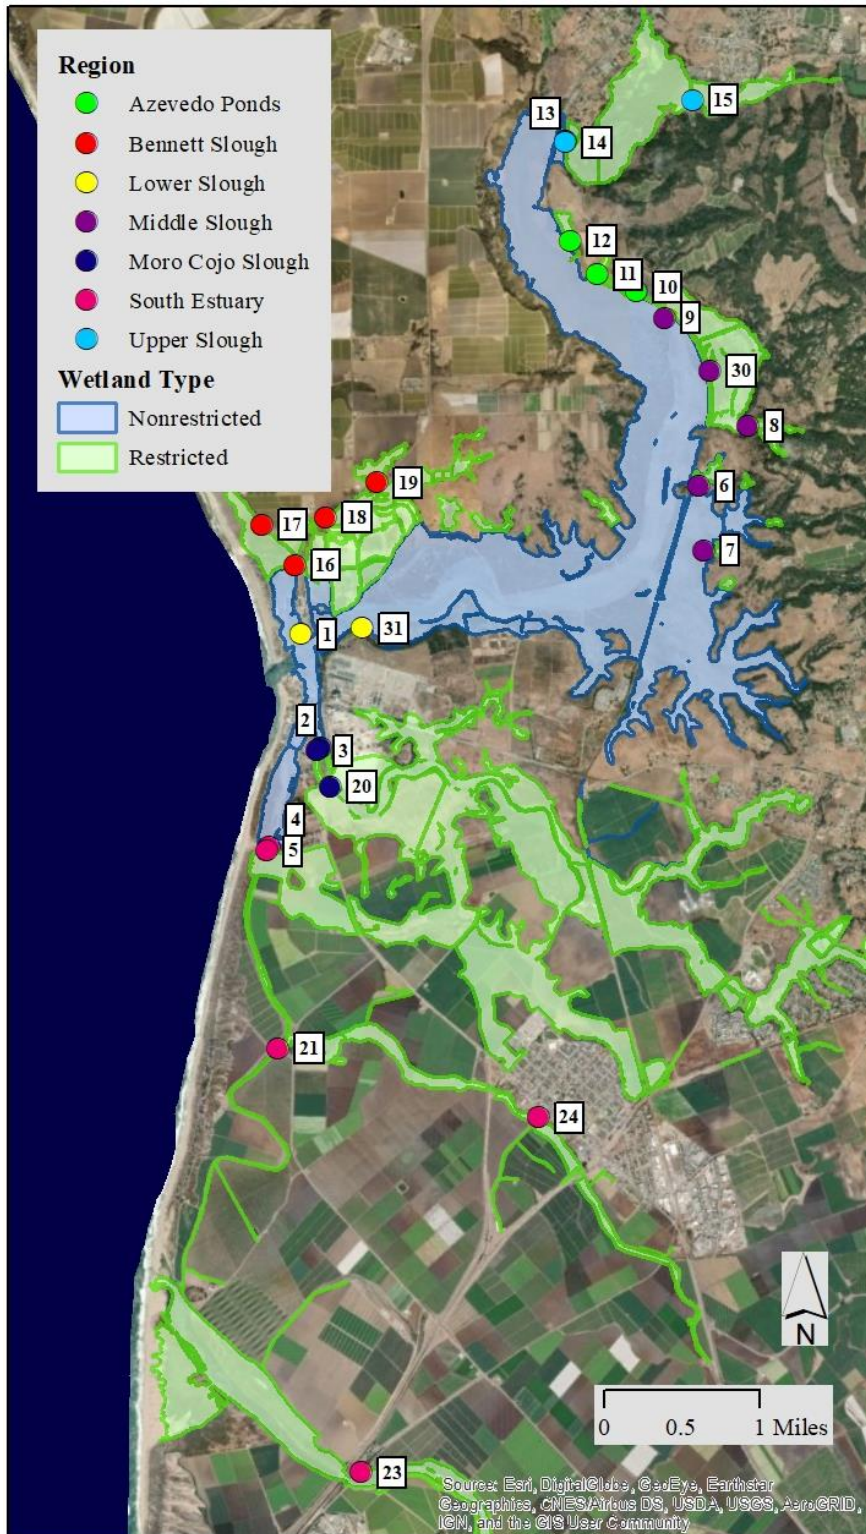 Region
Azevedo Ponds
Bennett Slough
Lower Slough
Middle Slough
Moro Cojo Slough
South Estuary
Upper Slough
Wetland Type
Nonrestricted
Restricted
13
15
14
12
11
10
9
30
8
19
6
17
18
7
16
1
31
2
3
20
4
5
21
24
N
0 0.5 1 Miles
23
Source: Esri, DigitalGlobe, GeoEye, Earthstar
Geographics, CNES/Airbus DS, USDA, USGS, AeroGRID,
IGN, and the GIS User Community